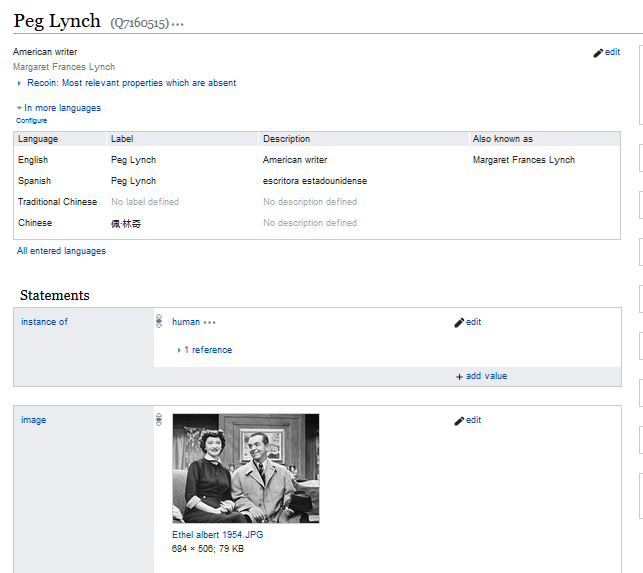 Peg Lynch (Q7160515)
American writer
edit
Margaret Frances Lynch
Recoin: Most relevant properties which are absent
In more languages
Configure
Language Label Description Also known as
English Peg Lynch American writer Margaret Frances Lynch
Spanish Peg Lynch escritora estadounidense
Traditional Chinese No label defined No description defined
Chinese 佩·林奇 No description defined
All entered languages
Statements
instance of
human
edit
1 reference
+ add value
image
edit
Ethel albert 1954.JPG
684 × 506; 79 KB